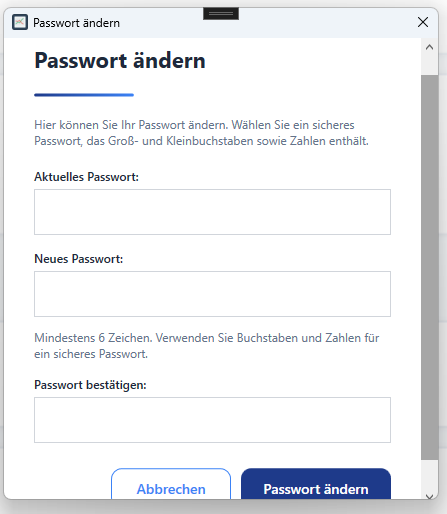 Passwort ändern
Passwort ändern
Hier können Sie Ihr Passwort ändern. Wählen Sie ein sicheres
Passwort, das Groß- und Kleinbuchstaben sowie Zahlen enthält.
Aktuelles Passwort:
Neues Passwort:
Mindestens 6 Zeichen. Verwenden Sie Buchstaben und Zahlen für
ein sicheres Passwort.
Passwort bestätigen:
Abbrechen
Passwort ändern